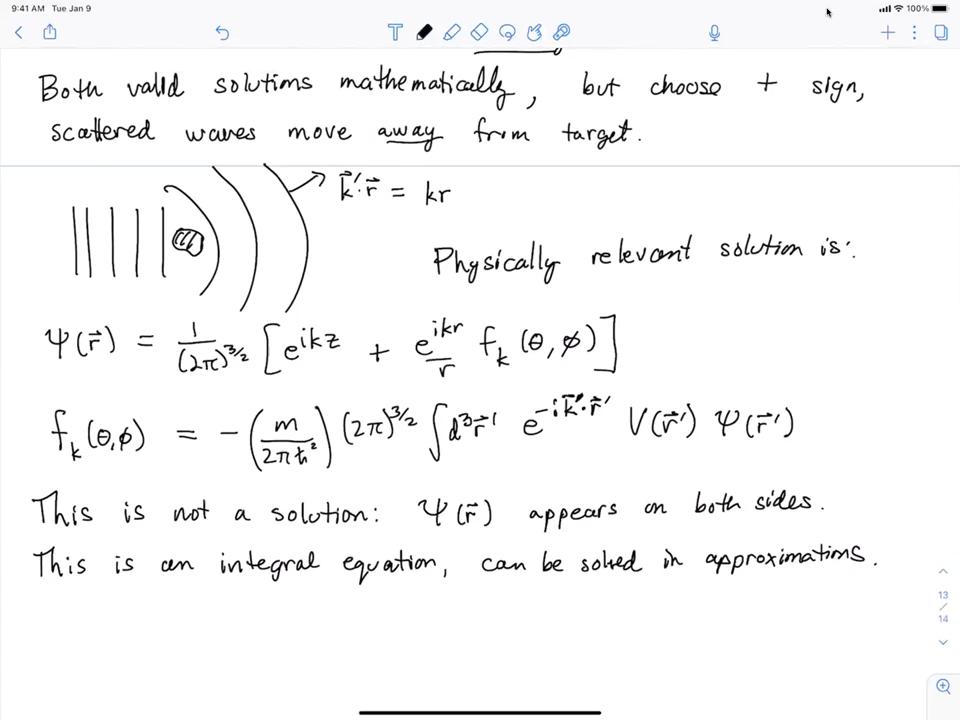 9:41 AM Tue Jan 9
100%
T
Both valid solutions mathematically, but choose + sign,
scattered waves move away from target.
k⃗′·r⃗ = kr
Physically relevant solution is:
Ψ(r⃗) = 1/(2π)^3/2 [e^ikz + e^ikr/r f_k(θ,φ)]
f_k(θ,φ) = -(m/2πħ²)(2π)^3/2 ∫d³r⃗′ e^-ik⃗′·r⃗′ V(r⃗′) Ψ(r⃗′)
This is not a solution: Ψ(r⃗) appears on both sides.
This is an integral equation, can be solved in approximations.
13
/
14